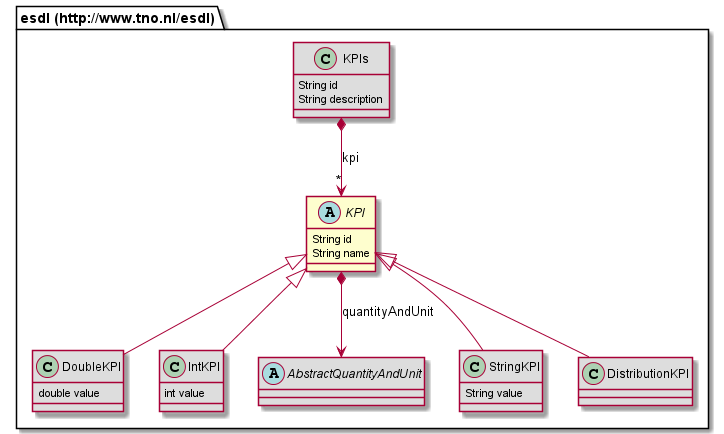 esdl (http://www.tno.nl/esdl)
C KPIs
String id
String description
kpi
*
A KPI
String id
String name
quantityAndUnit
C DoubleKPI
double value
C IntKPI
int value
A AbstractQuantityAndUnit
C StringKPI
String value
C DistributionKPI